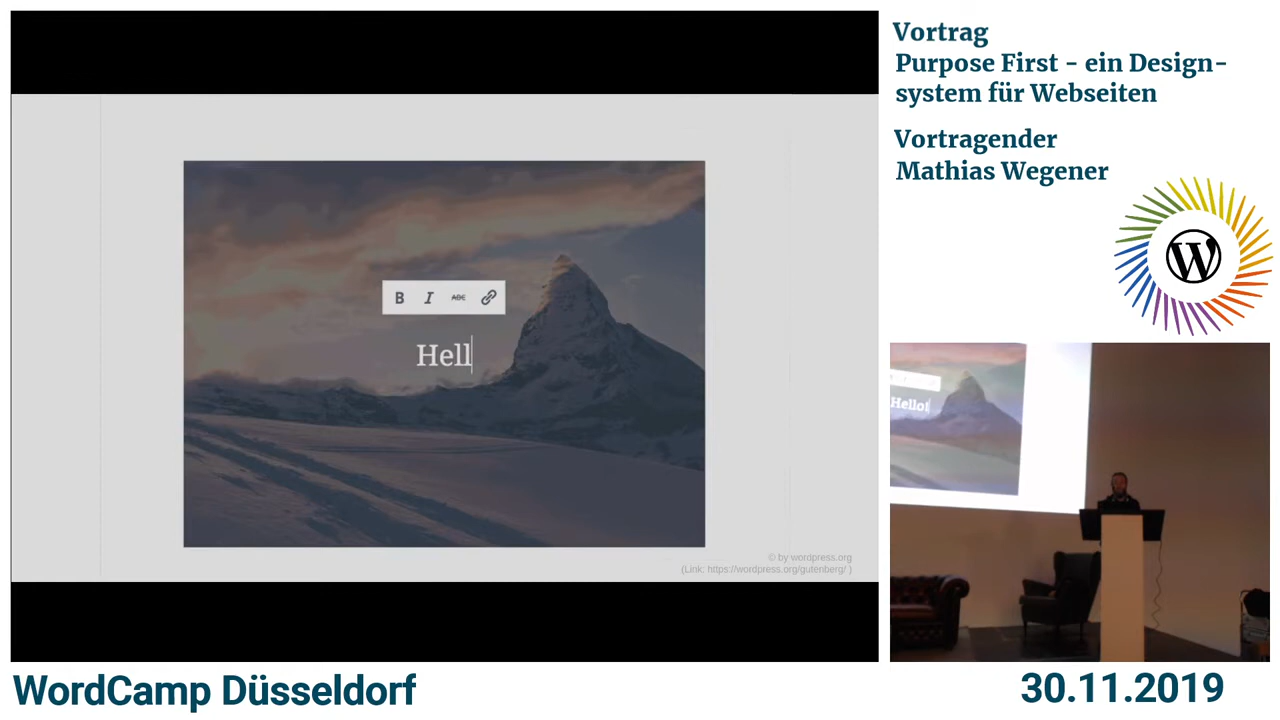 Vortrag
Purpose First - ein Design-
system für Webseiten
Vortragender
Mathias Wegener
W
B I ABC
Hell
© by wordpress.org
(Link: https://wordpress.org/gutenberg/ )
Hello!
WordCamp Düsseldorf
30.11.2019